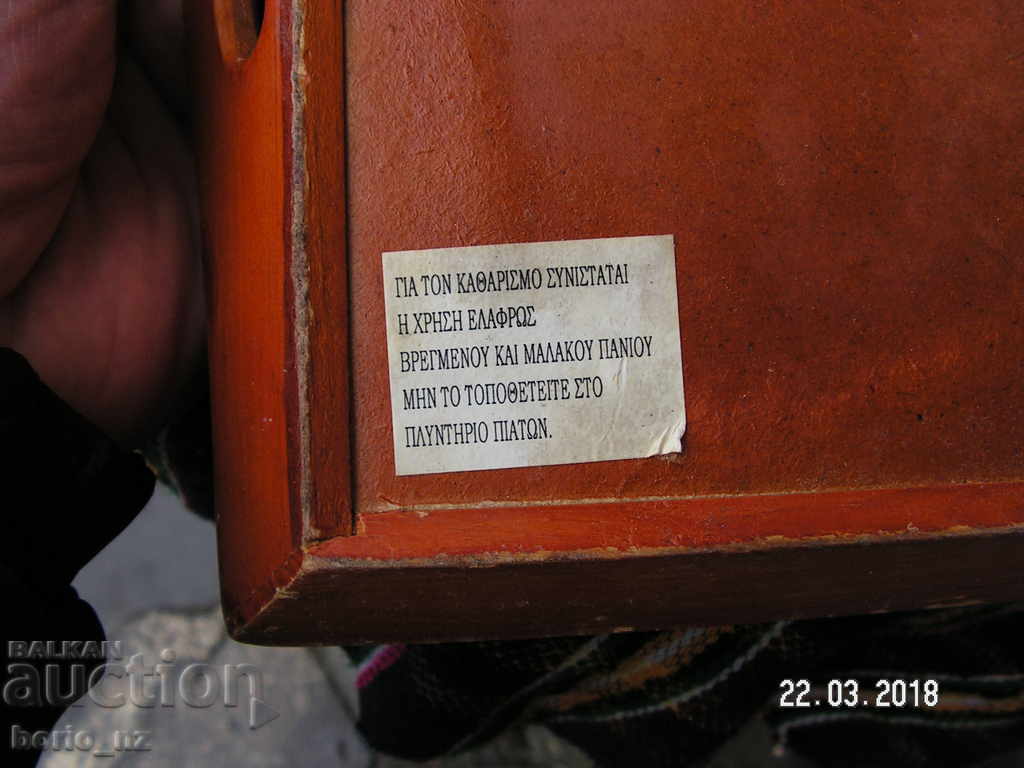 ΓΙΑ ΤΟΝ ΚΑΘΑΡΙΣΜΟ ΣΥΝΙΣΤΑΤΑΙ
Η ΧΡΗΣΗ ΕΛΑΦΡΩΣ
ΒΡΕΓΜΕΝΟΥ ΚΑΙ ΜΑΛΑΚΟΥ ΠΑΝΙΟΥ
ΜΗΝ ΤΟ ΤΟΠΟΘΕΤΕΙΤΕ ΣΤΟ
ΠΛΥΝΤΗΡΙΟ ΠΙΑΤΩΝ.
BALKAN
auction
borio_nz
22.03.2018